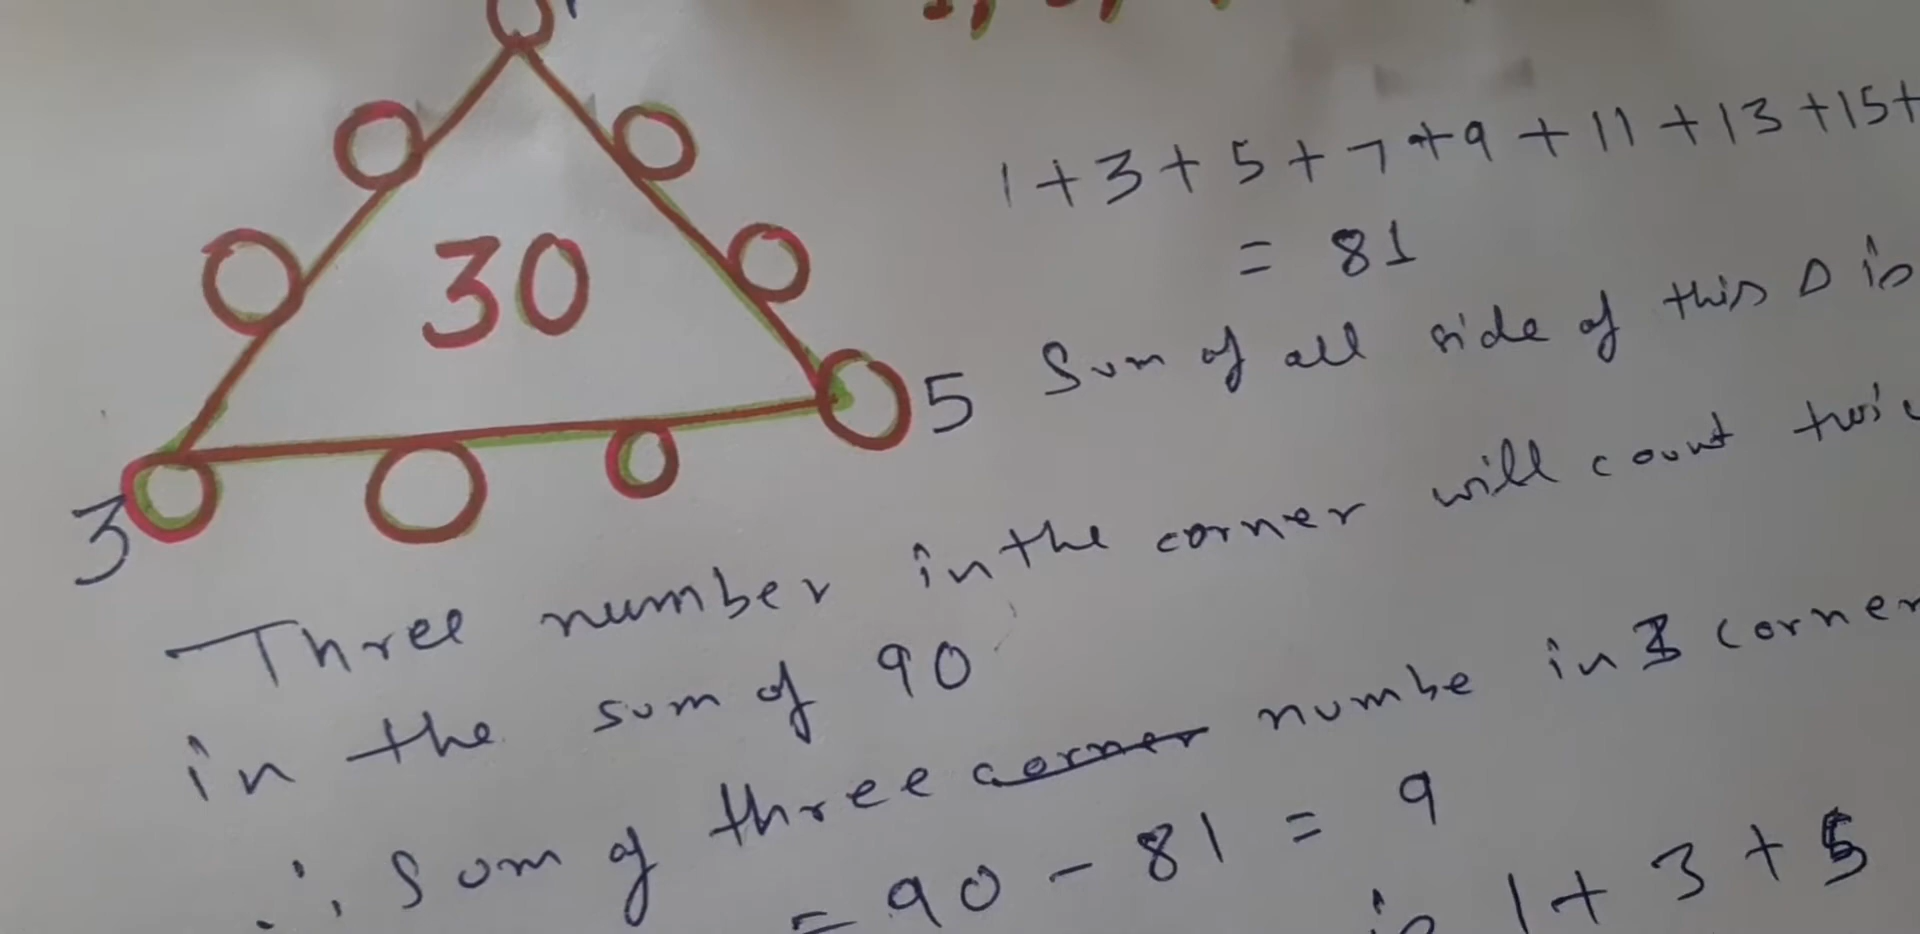 1+3+5+7+9+11+13+15+
= 81
30
5
3
Sum of all side of this Δ is
Three number in the corner will count
in the sum of 90
∴ Sum of three corner numbe in 3 corner
= 90 - 81 = 9
is 1+3+5